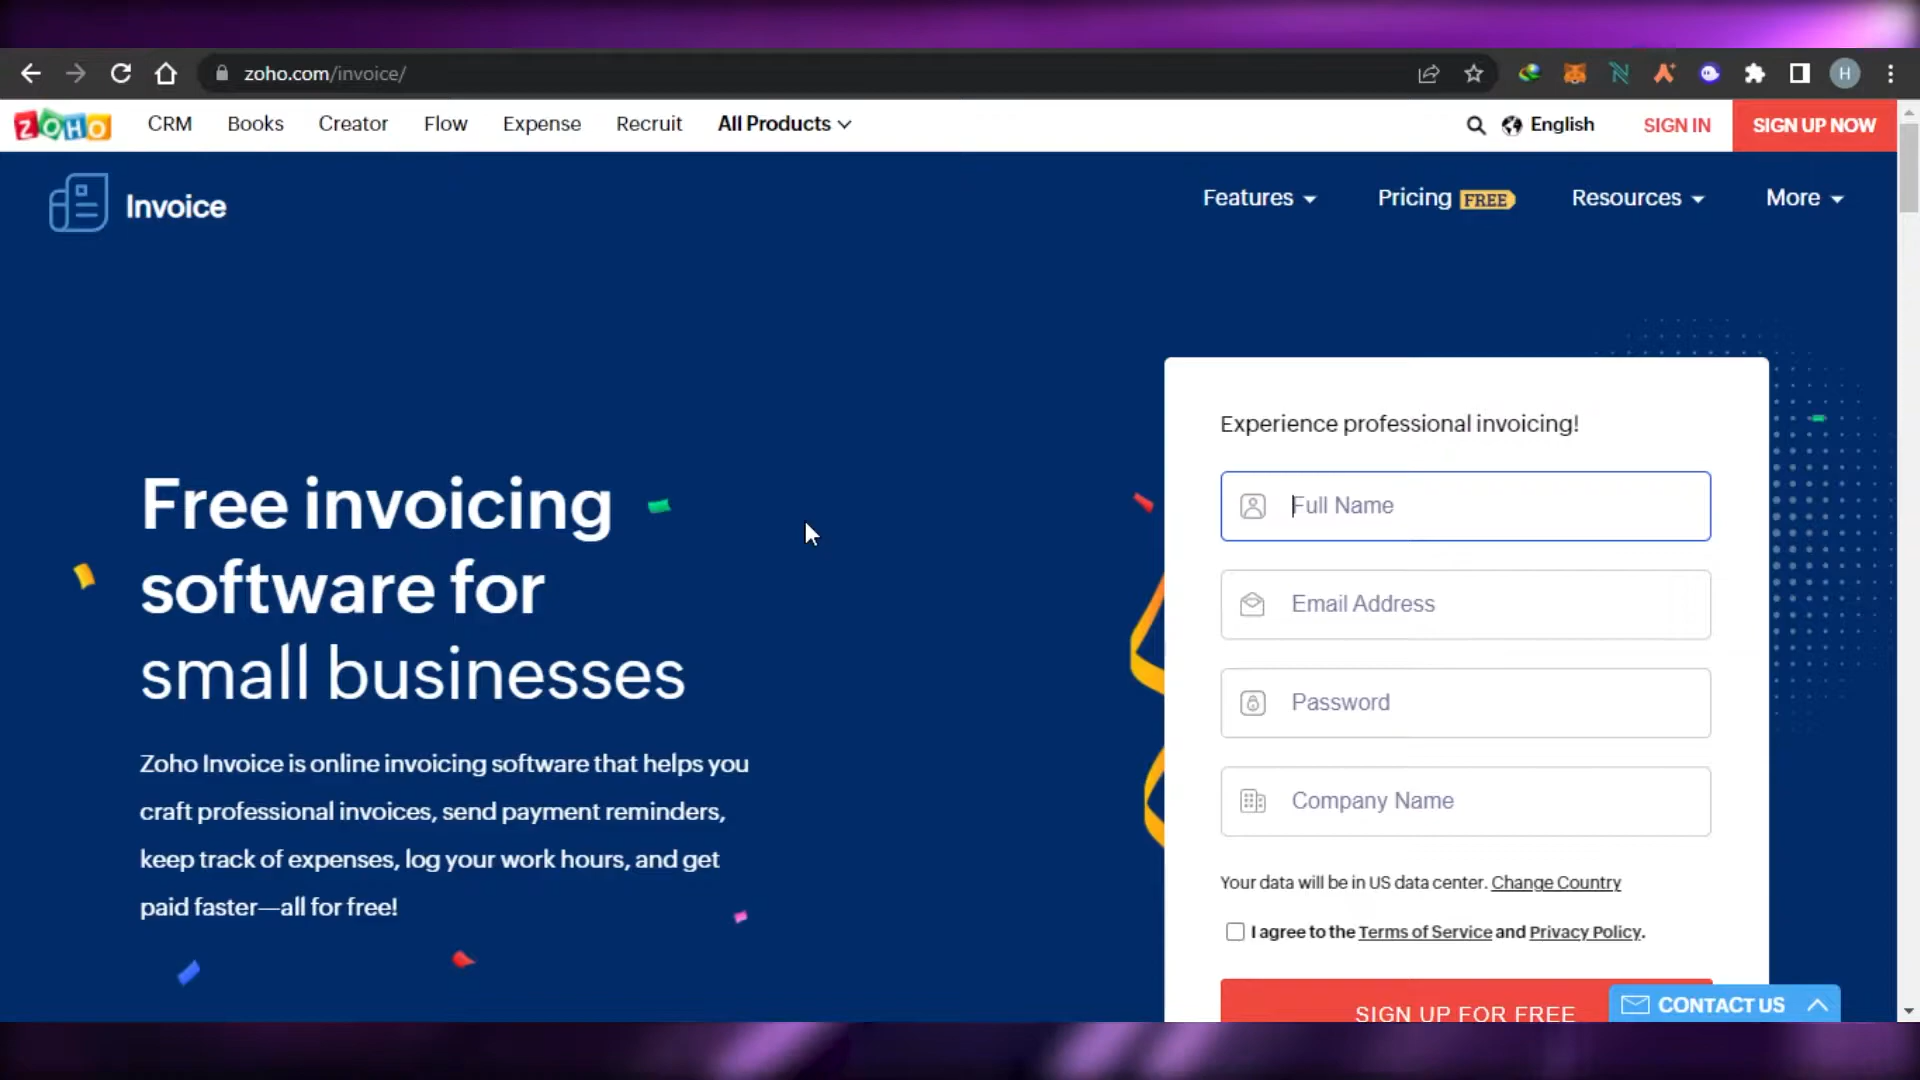 zoho.com/invoice/
H
ZOHO CRM Books Creator Flow Expense Recruit All Products English SIGN IN SIGN UP NOW
Invoice Features Pricing FREE Resources More
Experience professional invoicing!
Full Name
Email Address
Password
Company Name
Your data will be in US data center. Change Country
I agree to the Terms of Service and Privacy Policy.
SIGN UP FOR FREE
Free invoicing
software for
small businesses
Zoho Invoice is online invoicing software that helps you
craft professional invoices, send payment reminders,
keep track of expenses, log your work hours, and get
paid faster—all for free!
CONTACT US